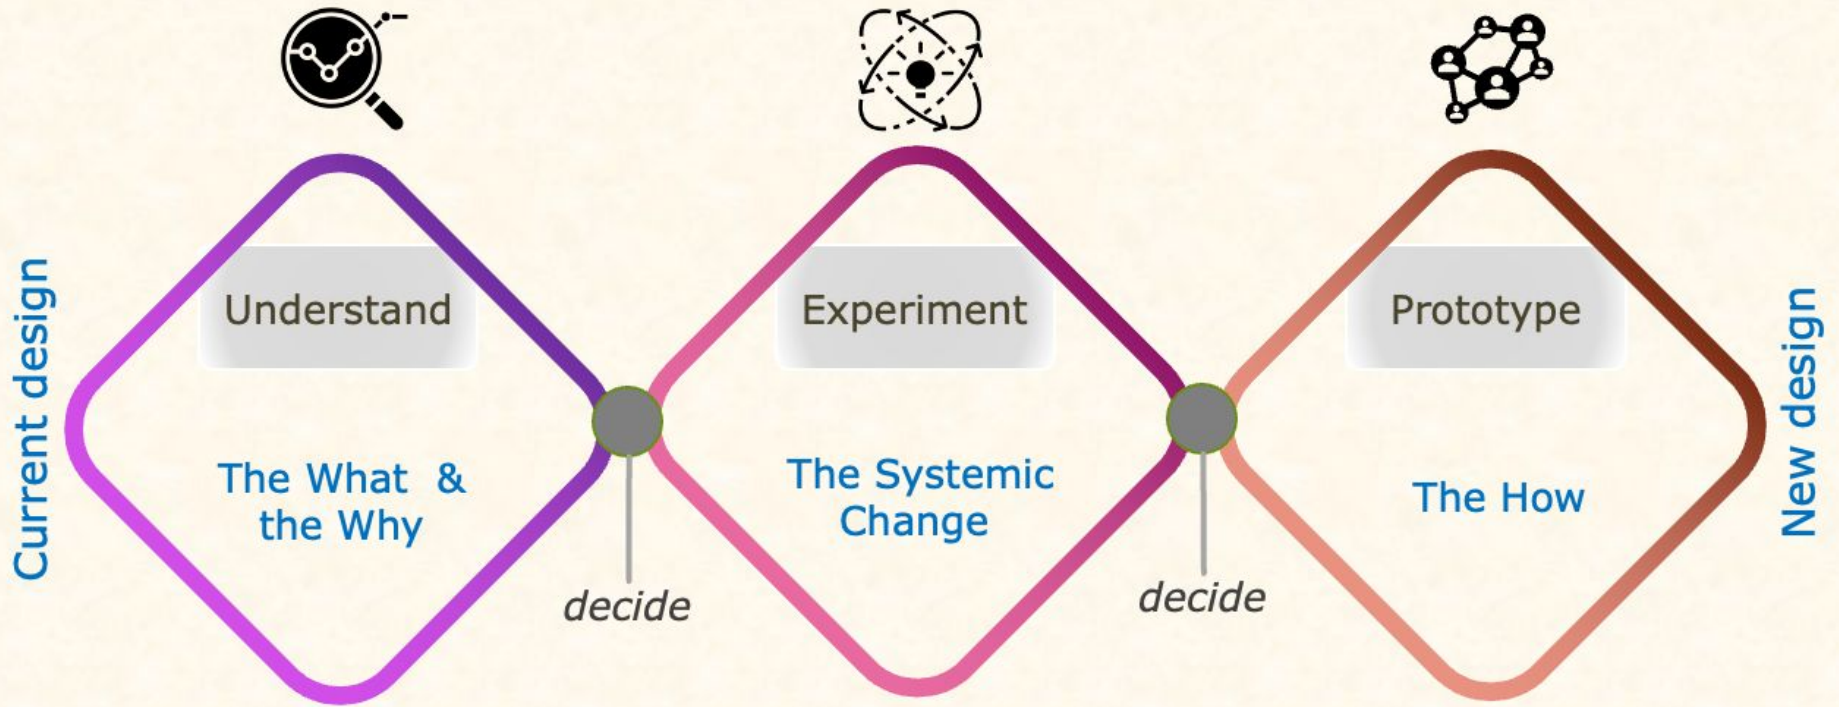 Current design
Understand
The What & 
the Why
decide
Experiment
The Systemic
Change
decide
Prototype
The How
New design